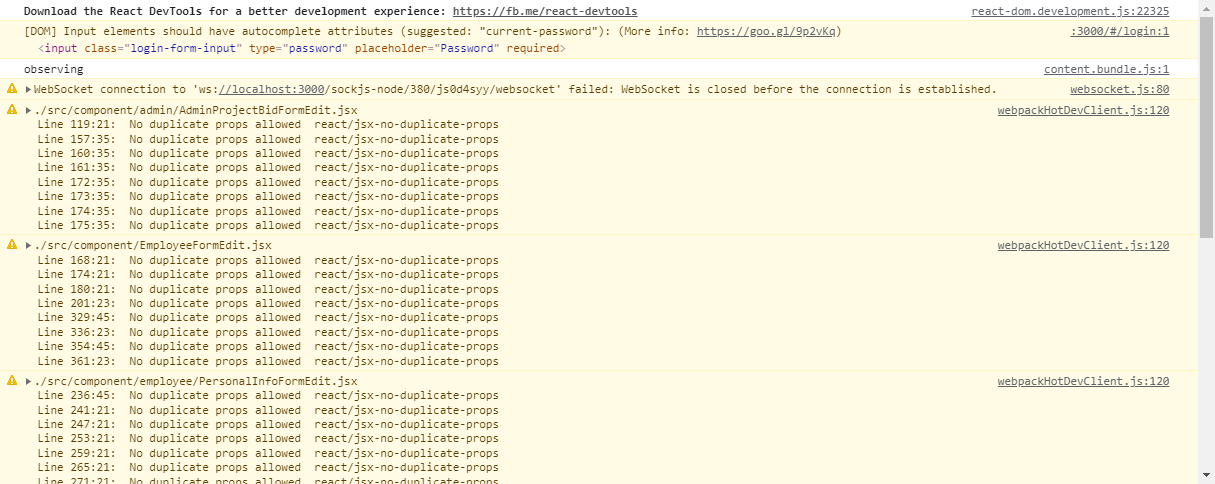 Download the React DevTools for a better development experience: https://fb.me/react-devtools react-dom.development.js:22325
[DOM] Input elements should have autocomplete attributes (suggested: "current-password"): (More info: https://goo.gl/9p2vKq) :3000/#/login:1
<input class="login-form-input" type="password" placeholder="Password" required>
observing content.bundle.js:1
WebSocket connection to 'ws://localhost:3000/sockjs-node/380/js0d4syy/websocket' failed: WebSocket is closed before the connection is established. websocket.js:80
./src/component/admin/AdminProjectBidFormEdit.jsx webpackHotDevClient.js:120
Line 119:21: No duplicate props allowed react/jsx-no-duplicate-props
Line 157:35: No duplicate props allowed react/jsx-no-duplicate-props
Line 160:35: No duplicate props allowed react/jsx-no-duplicate-props
Line 161:35: No duplicate props allowed react/jsx-no-duplicate-props
Line 172:35: No duplicate props allowed react/jsx-no-duplicate-props
Line 173:35: No duplicate props allowed react/jsx-no-duplicate-props
Line 174:35: No duplicate props allowed react/jsx-no-duplicate-props
Line 175:35: No duplicate props allowed react/jsx-no-duplicate-props
./src/component/EmployeeFormEdit.jsx webpackHotDevClient.js:120
Line 168:21: No duplicate props allowed react/jsx-no-duplicate-props
Line 174:21: No duplicate props allowed react/jsx-no-duplicate-props
Line 180:21: No duplicate props allowed react/jsx-no-duplicate-props
Line 201:23: No duplicate props allowed react/jsx-no-duplicate-props
Line 329:45: No duplicate props allowed react/jsx-no-duplicate-props
Line 336:23: No duplicate props allowed react/jsx-no-duplicate-props
Line 354:45: No duplicate props allowed react/jsx-no-duplicate-props
Line 361:23: No duplicate props allowed react/jsx-no-duplicate-props
./src/component/employee/PersonalInfoFormEdit.jsx webpackHotDevClient.js:120
Line 236:45: No duplicate props allowed react/jsx-no-duplicate-props
Line 241:21: No duplicate props allowed react/jsx-no-duplicate-props
Line 247:21: No duplicate props allowed react/jsx-no-duplicate-props
Line 253:21: No duplicate props allowed react/jsx-no-duplicate-props
Line 259:21: No duplicate props allowed react/jsx-no-duplicate-props
Line 265:21: No duplicate props allowed react/jsx-no-duplicate-props
Line 271:21: No duplicate props allowed react/jsx-no-duplicate-props